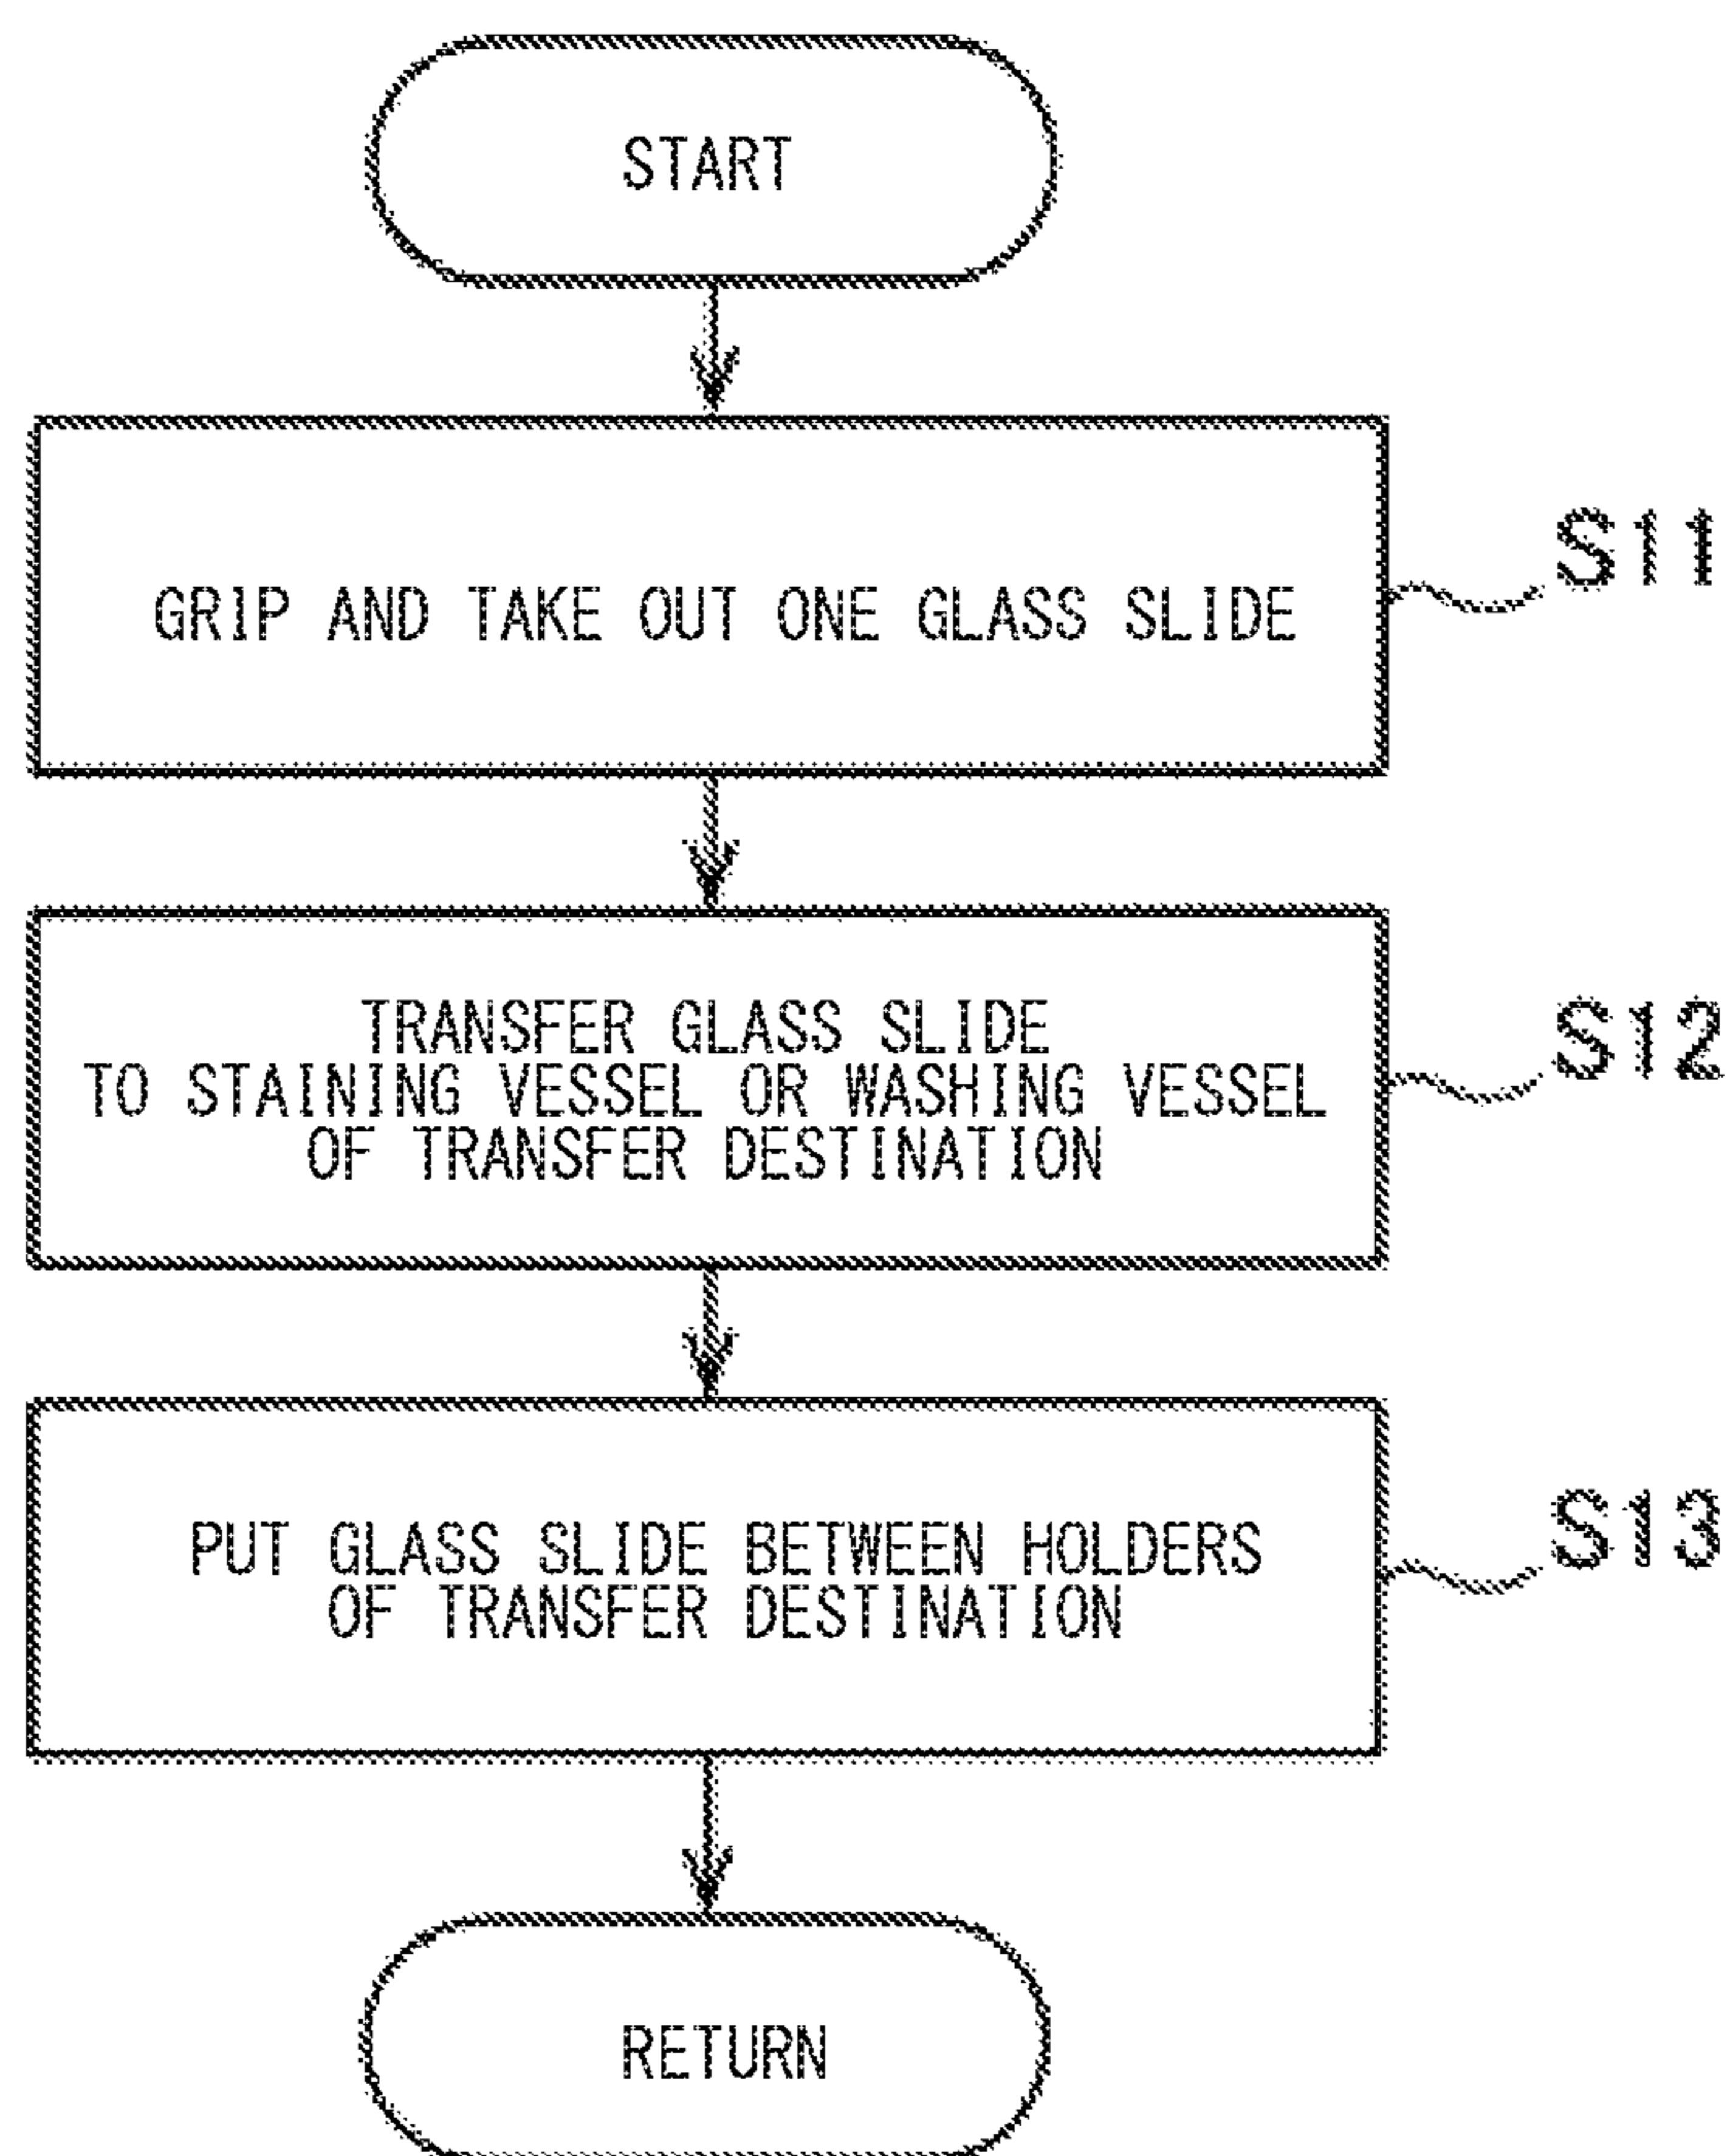 START
GRIP AND TAKE OUT ONE GLASS SLIDE
S11
TRANSFER GLASS SLIDE
TO STAINING VESSEL OR WASHING VESSEL
OF TRANSFER DESTINATION
S12
PUT GLASS SLIDE BETWEEN HOLDERS
OF TRANSFER DESTINATION
S13
RETURN